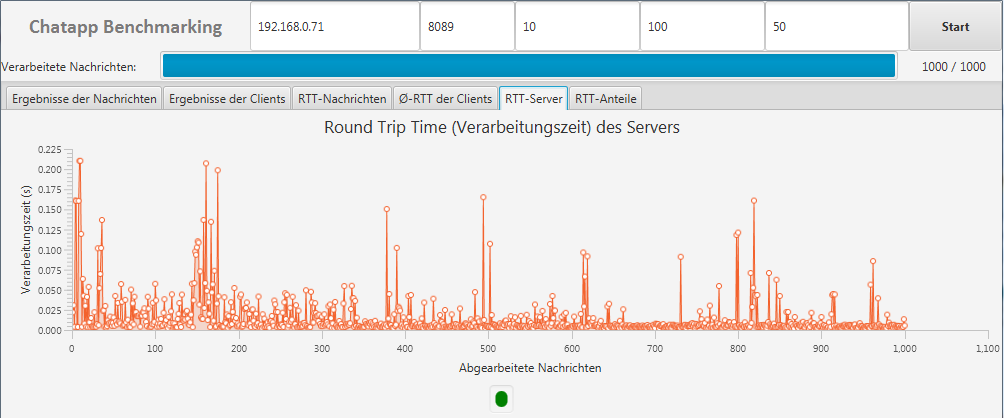 Chatapp Benchmarking 192.168.0.71 8089 10 100 50 Start
Verarbeitete Nachrichten: 1000 / 1000
Ergebnisse der Nachrichten Ergebnisse der Clients RTT-Nachrichten Ø-RTT der Clients RTT-Server RTT-Anteile
Round Trip Time (Verarbeitungszeit) des Servers
Verarbeitungszeit (s)
0.225
0.200
0.175
0.150
0.125
0.100
0.075
0.050
0.025
0.000
0 100 200 300 400 500 600 700 800 900 1,000 1,100
Abgearbeitete Nachrichten